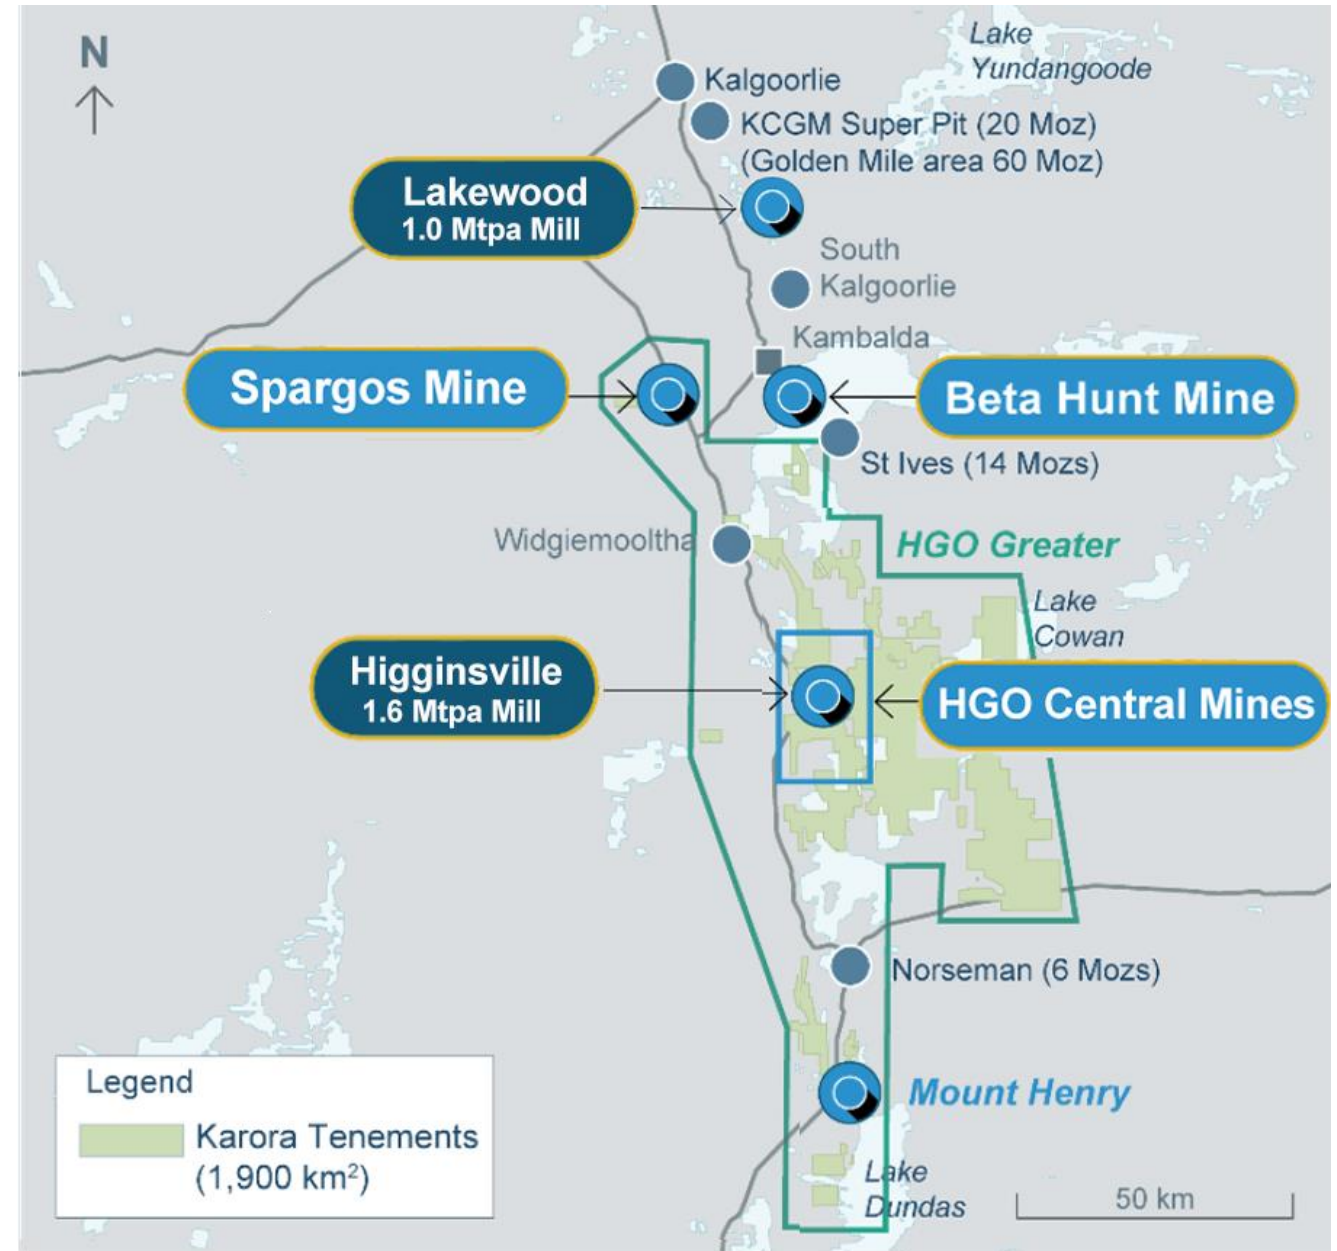 N
Lake
Yundangoode
Kalgoorlie
KCGM Super Pit (20 Moz)
(Golden Mile area 60 Moz)
Lakewood
1.0 Mtpa Mill
South
Kalgoorlie
Kambalda
Spargos Mine
Beta Hunt Mine
St Ives (14 Mozs)
Widgiemooltha
HGO Greater
Lake
Cowan
Higginsville
1.6 Mtpa Mill
HGO Central Mines
Norseman (6 Mozs)
Mount Henry
Legend
Karora Tenements
(1,900 km²)
Lake
Dundas
50 km